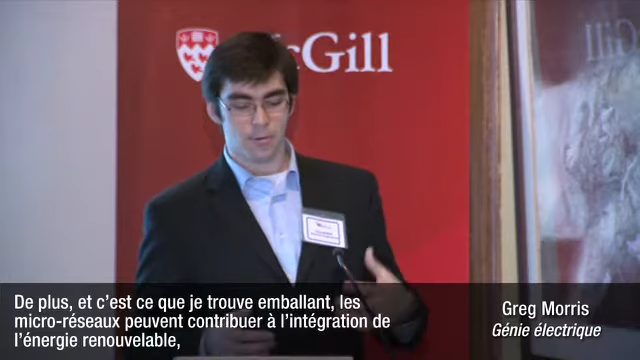 McGill
De plus, et c’est ce que je trouve emballant, les
micro-réseaux peuvent contribuer à l’intégration de
l’énergie renouvelable,
Greg Morris
Génie électrique